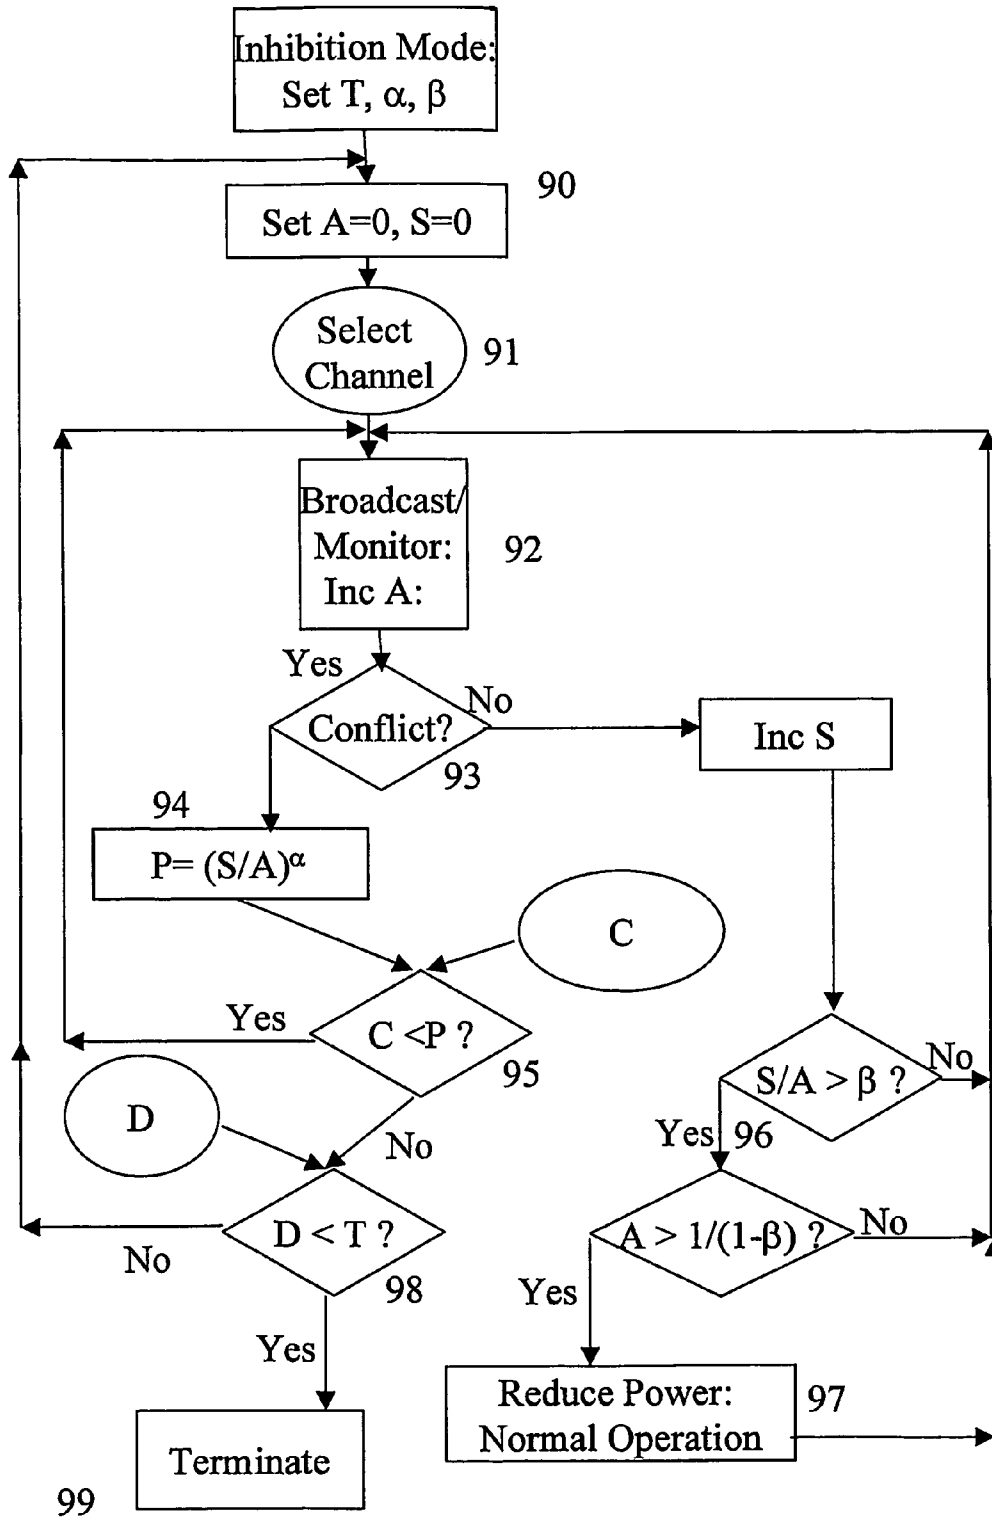 Inhibition Mode:
Set T, α, β
90
Set A=0, S=0
Select
Channel
91
Broadcast/
Monitor:
Inc A:
92
Yes
No
Conflict?
93
Inc S
94
P= (S/A)^α
C
Yes
C <P ?
95
No
S/A > β ?
No
Yes
96
D
D < T ?
No
98
Yes
A > 1/(1-β) ?
No
Yes
Reduce Power:
Normal Operation
97
Terminate
99